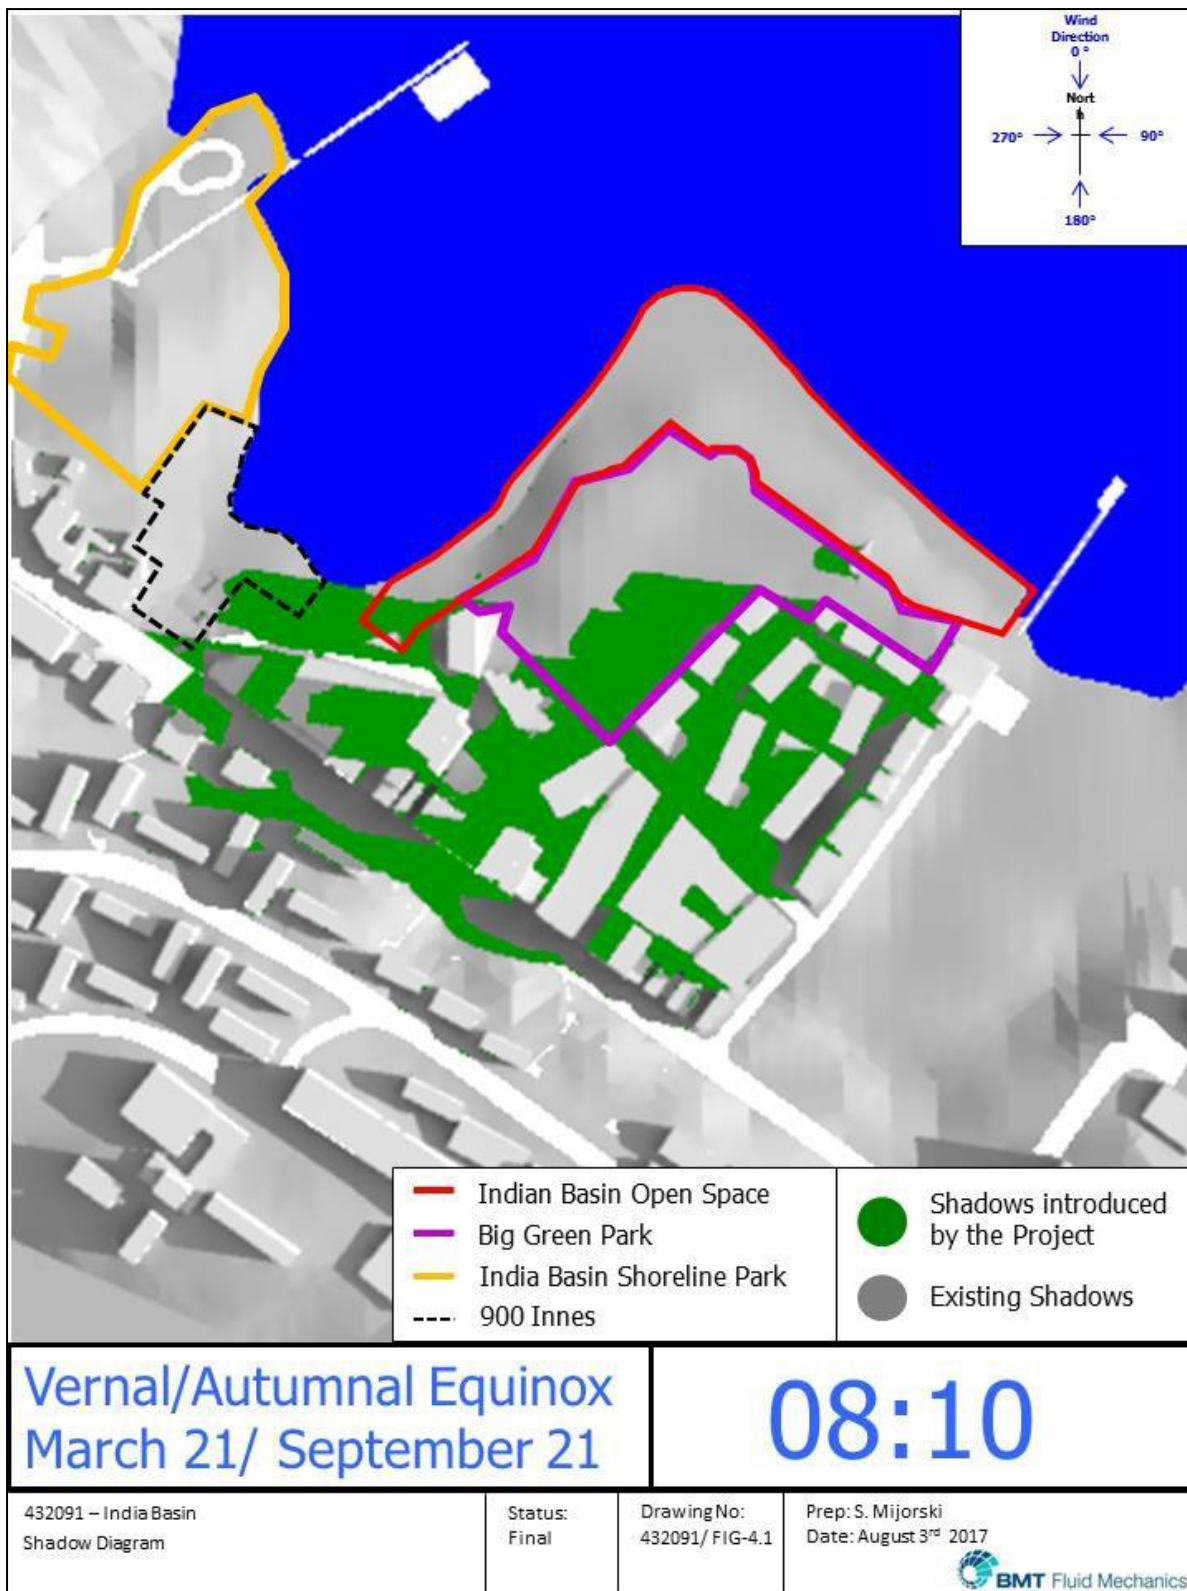 Wind
Direction
0 °
Nort
h
270°
90°
180°
Indian Basin Open Space
Big Green Park
India Basin Shoreline Park
900 Innes
Shadows introduced
by the Project
Existing Shadows
Vernal/Autumnal Equinox
March 21/ September 21
08:10
432091 – India Basin
Shadow Diagram
Status:
Final
Drawing No:
432091/ FIG-4.1
Prep: S. Mijorski
Date: August 3rd 2017
BMT Fluid Mechanics